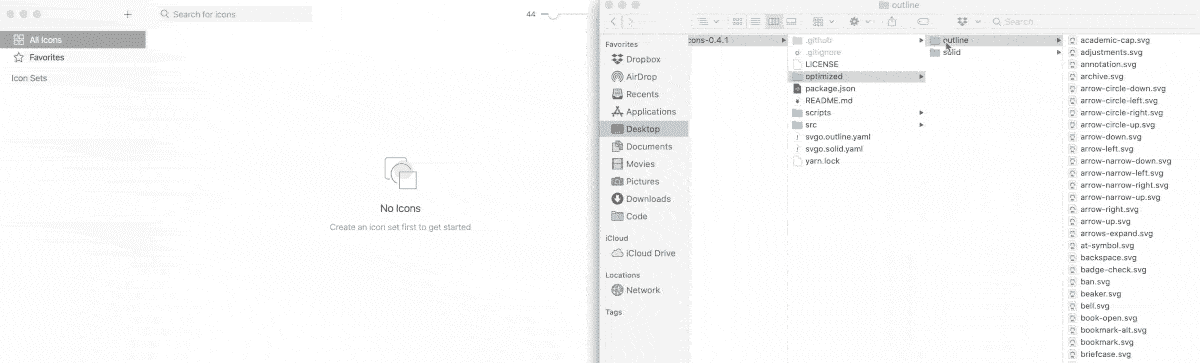 Search for icons
44
All Icons
Favorites
Icon Sets
No Icons
Create an icon set first to get started
outline
Search
Favorites
Dropbox
AirDrop
Recents
Applications
Desktop
Documents
Movies
Pictures
Downloads
Code
iCloud
iCloud Drive
Locations
Network
Tags
cons-0.4.1
.github
.gitignore
LICENSE
optimized
package.json
README.md
scripts
src
svgo.outline.yaml
svgo.solid.yaml
yarn.lock
outline
solid
academic-cap.svg
adjustments.svg
annotation.svg
archive.svg
arrow-circle-down.svg
arrow-circle-left.svg
arrow-circle-right.svg
arrow-circle-up.svg
arrow-down.svg
arrow-left.svg
arrow-narrow-down.svg
arrow-narrow-left.svg
arrow-narrow-right.svg
arrow-narrow-up.svg
arrow-right.svg
arrow-up.svg
arrows-expand.svg
at-symbol.svg
backspace.svg
badge-check.svg
ban.svg
beaker.svg
bell.svg
book-open.svg
bookmark-alt.svg
bookmark.svg
briefcase.svg